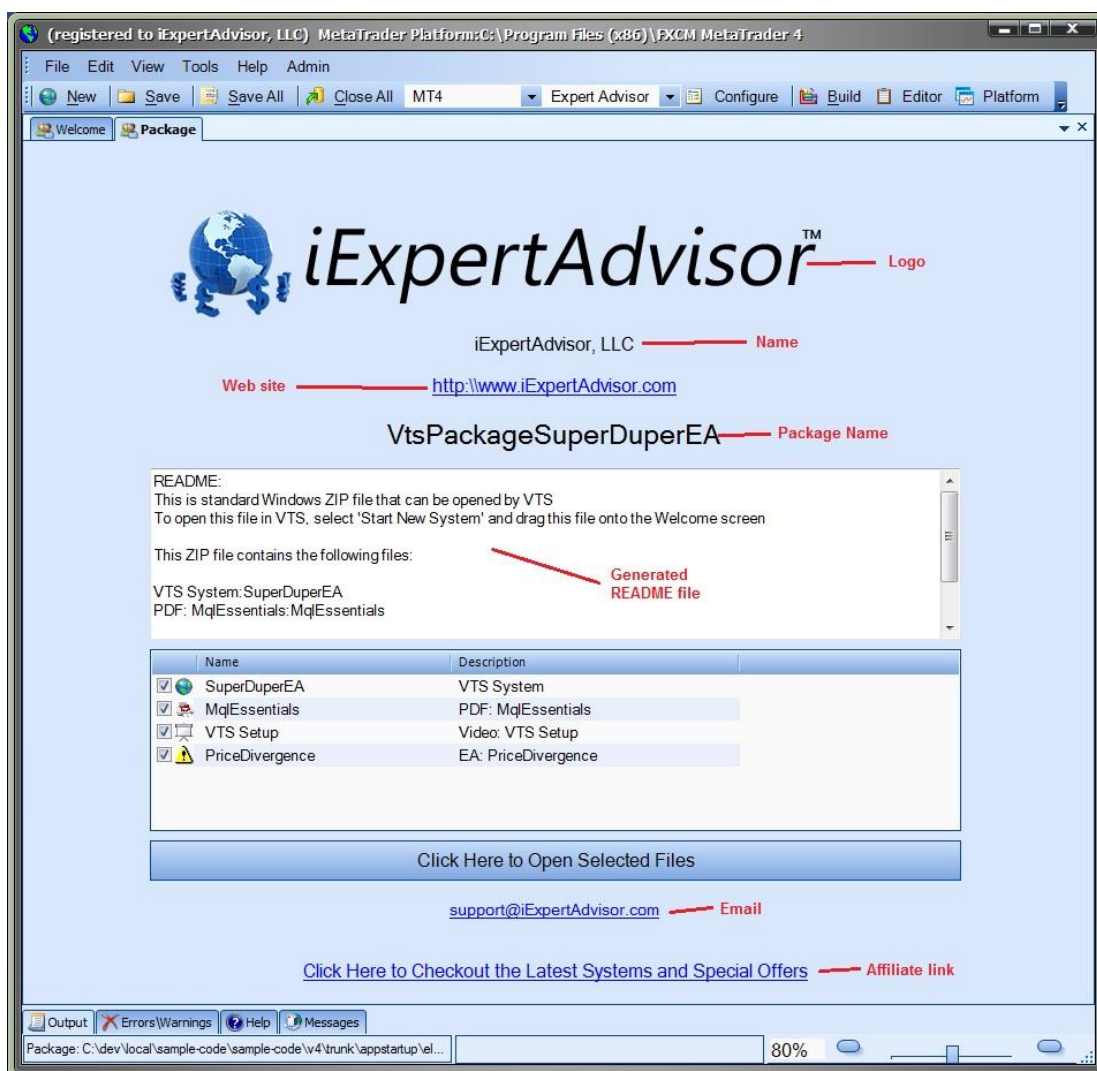 (registered to iExpertAdvisor, LLC) MetaTrader Platform:C:\Program Files (x86)\FXCM MetaTrader 4
File Edit View Tools Help Admin
New Save Save All Close All MT4 Expert Advisor Configure Build Editor Platform
Welcome Package
iExpertAdvisor™ Logo
iExpertAdvisor, LLC Name
Web site http:\\www.iExpertAdvisor.com
VtsPackageSuperDuperEA Package Name
README:
This is standard Windows ZIP file that can be opened by VTS
To open this file in VTS, select 'Start New System' and drag this file onto the Welcome screen
This ZIP file contains the following files:
Generated
README file
VTS System:SuperDuperEA
PDF: MqlEssentials:MqlEssentials
Name Description
SuperDuperEA VTS System
MqlEssentials PDF: MqlEssentials
VTS Setup Video: VTS Setup
PriceDivergence EA: PriceDivergence
Click Here to Open Selected Files
support@iExpertAdvisor.com Email
Click Here to Checkout the Latest Systems and Special Offers Affiliate link
Output Errors\Warnings Help Messages
Package: C:\dev\local\sample-code\sample-code\v4\trunk\appstartup\el... 80%